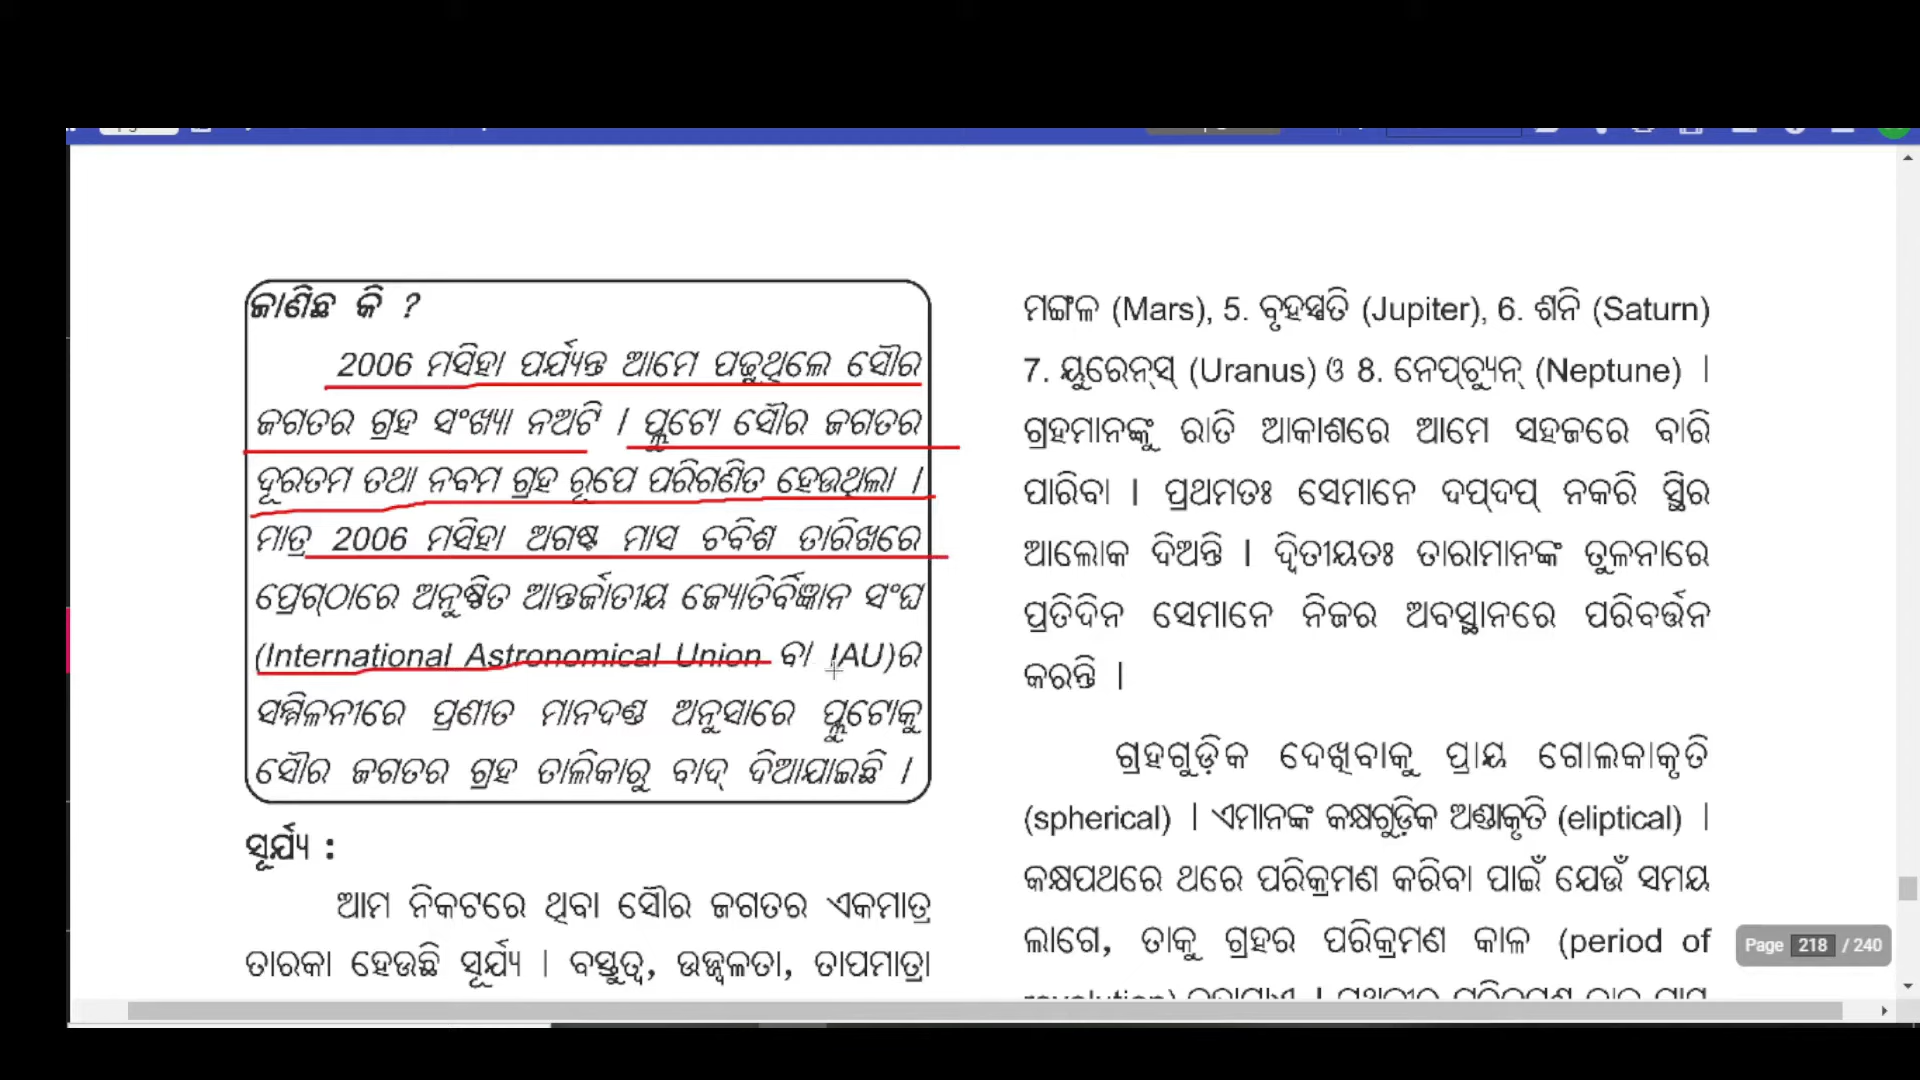 ଜାଣିଛ କି ?
2006 ମସିହା ପର୍ଯ୍ୟନ୍ତ ଆମେ ପଢୁଥିଲେ ସୌର
ଜଗତର ଗ୍ରହ ସଂଖ୍ୟା ନଅଟି । ପ୍ଲୁଟୋ ସୌର ଜଗତର
ଦୂରତମ ତଥା ନବମ ଗ୍ରହ ରୂପେ ପରିଗଣିତ ହେଉଥିଲା ।
ମାତ୍ର 2006 ମସିହା ଅଗଷ୍ଟ ମାସ ଚବିଶ ତାରିଖରେ
ପ୍ରେଗ୍‌ଠାରେ ଅନୁଷ୍ଠିତ ଆନ୍ତର୍ଜାତୀୟ ଜ୍ୟୋତିର୍ବିଜ୍ଞାନ ସଂଘ
(International Astronomical Union ବା IAU)ର
ସମ୍ମିଳନୀରେ ପ୍ରଣୀତ ମାନଦଣ୍ଡ ଅନୁସାରେ ପ୍ଲୁଟୋକୁ
ସୌର ଜଗତର ଗ୍ରହ ତାଲିକାରୁ ବାଦ୍ ଦିଆଯାଇଛି ।
ସୂର୍ଯ୍ୟ :
ଆମ ନିକଟରେ ଥିବା ସୌର ଜଗତର ଏକମାତ୍ର
ତାରକା ହେଉଛି ସୂର୍ଯ୍ୟ । ବସ୍ତୁତ୍ୱ, ଉଜ୍ଜ୍ୱଳତା, ତାପମାତ୍ରା
ମଙ୍ଗଳ (Mars), 5. ବୃହସ୍ପତି (Jupiter), 6. ଶନି (Saturn)
7. ୟୁରେନ୍‌ସ୍ (Uranus) ଓ 8. ନେପ୍‌ଚ୍ୟୁନ୍ (Neptune) ।
ଗ୍ରହମାନଙ୍କୁ ରାତି ଆକାଶରେ ଆମେ ସହଜରେ ବାରି
ପାରିବା । ପ୍ରଥମତଃ ସେମାନେ ଦପ୍‌ଦପ୍ ନକରି ସ୍ଥିର
ଆଲୋକ ଦିଅନ୍ତି । ଦ୍ୱିତୀୟତଃ ତାରାମାନଙ୍କ ତୁଳନାରେ
ପ୍ରତିଦିନ ସେମାନେ ନିଜର ଅବସ୍ଥାନରେ ପରିବର୍ତ୍ତନ
କରନ୍ତି ।
ଗ୍ରହଗୁଡ଼ିକ ଦେଖିବାକୁ ପ୍ରାୟ ଗୋଲକାକୃତି
(spherical) । ଏମାନଙ୍କ କକ୍ଷଗୁଡ଼ିକ ଅଣ୍ଡାକୃତି (eliptical) ।
କକ୍ଷପଥରେ ଥରେ ପରିକ୍ରମଣ କରିବା ପାଇଁ ଯେଉଁ ସମୟ
ଲାଗେ, ତାକୁ ଗ୍ରହର ପରିକ୍ରମଣ କାଳ (period of
Page 218 / 240